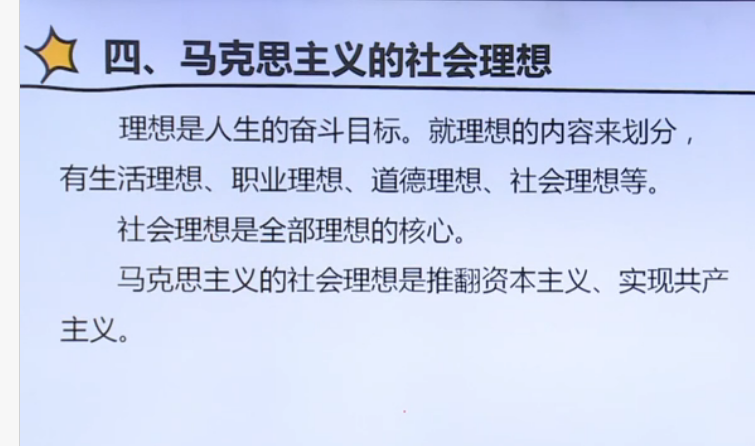 四、马克思主义的社会理想
理想是人生的奋斗目标。就理想的内容来划分，
有生活理想、职业理想、道德理想、社会理想等。
社会理想是全部理想的核心。
马克思主义的社会理想是推翻资本主义、实现共产
主义。